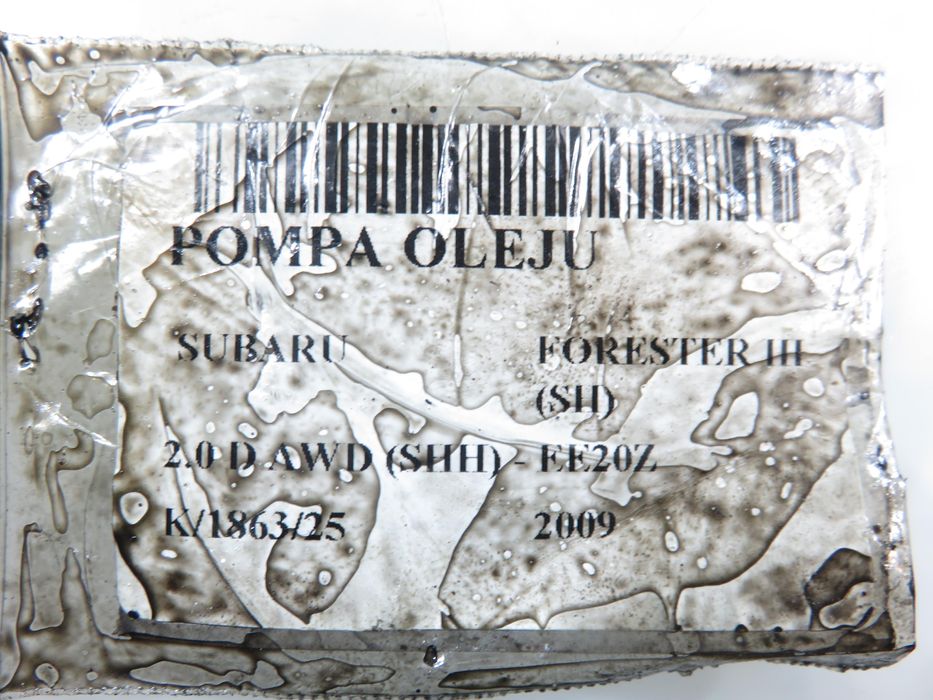 POMPA OLEJU
SUBARU FORESTER III
(SH)
2.0 D AWD (SHH) - EE20Z
K/1863/25 2009